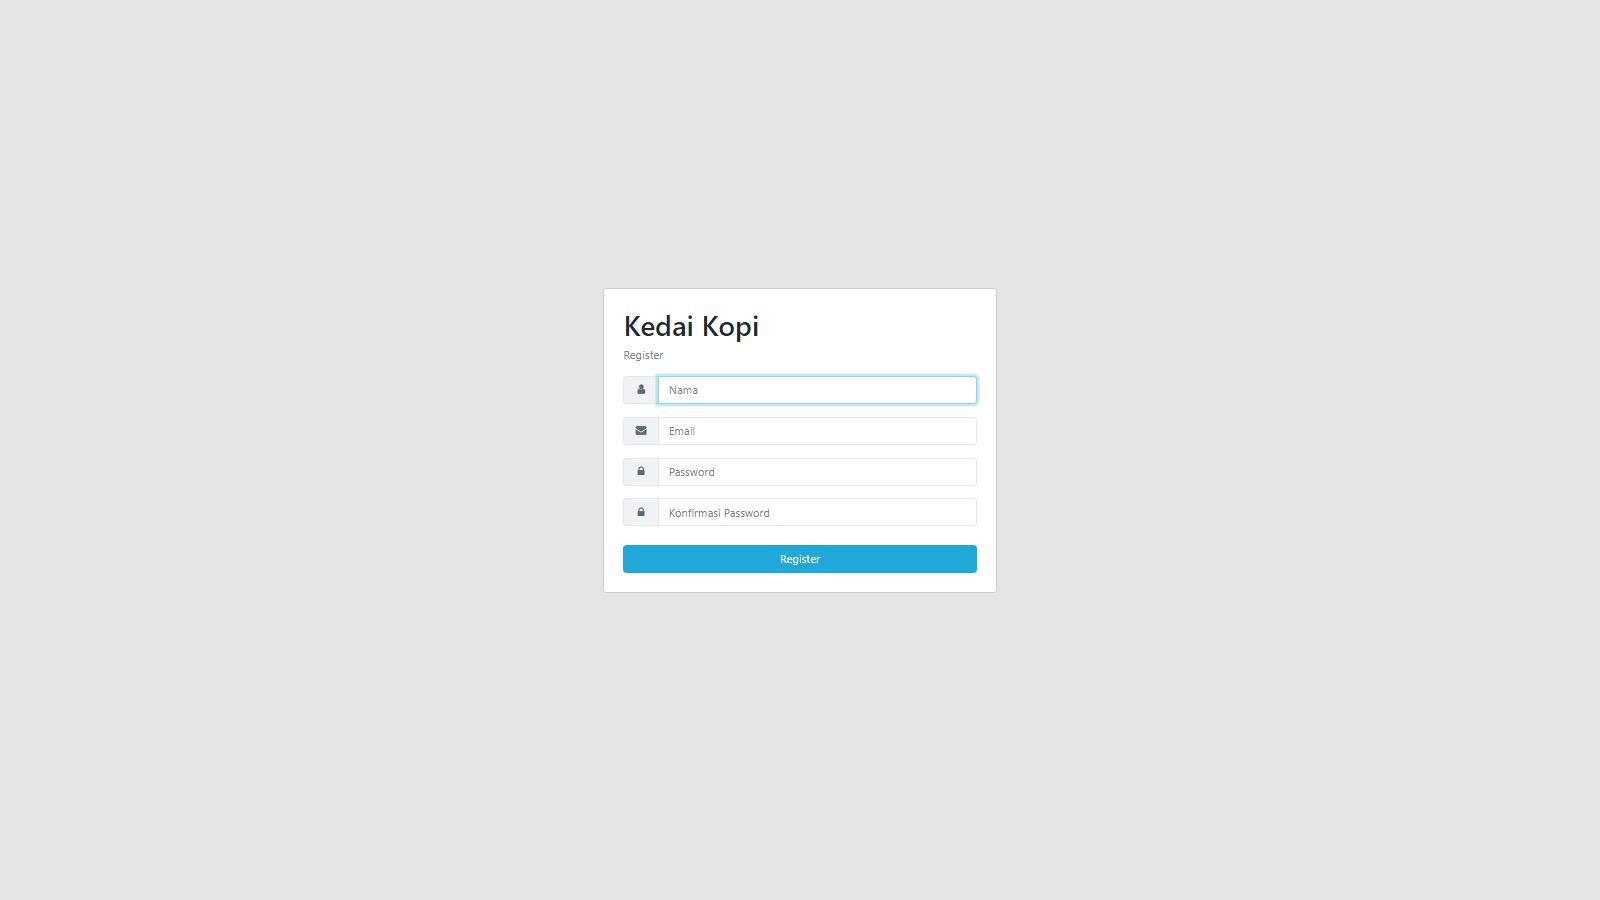 Kedai Kopi
Register
Nama
Email
Password
Konfirmasi Password
Register